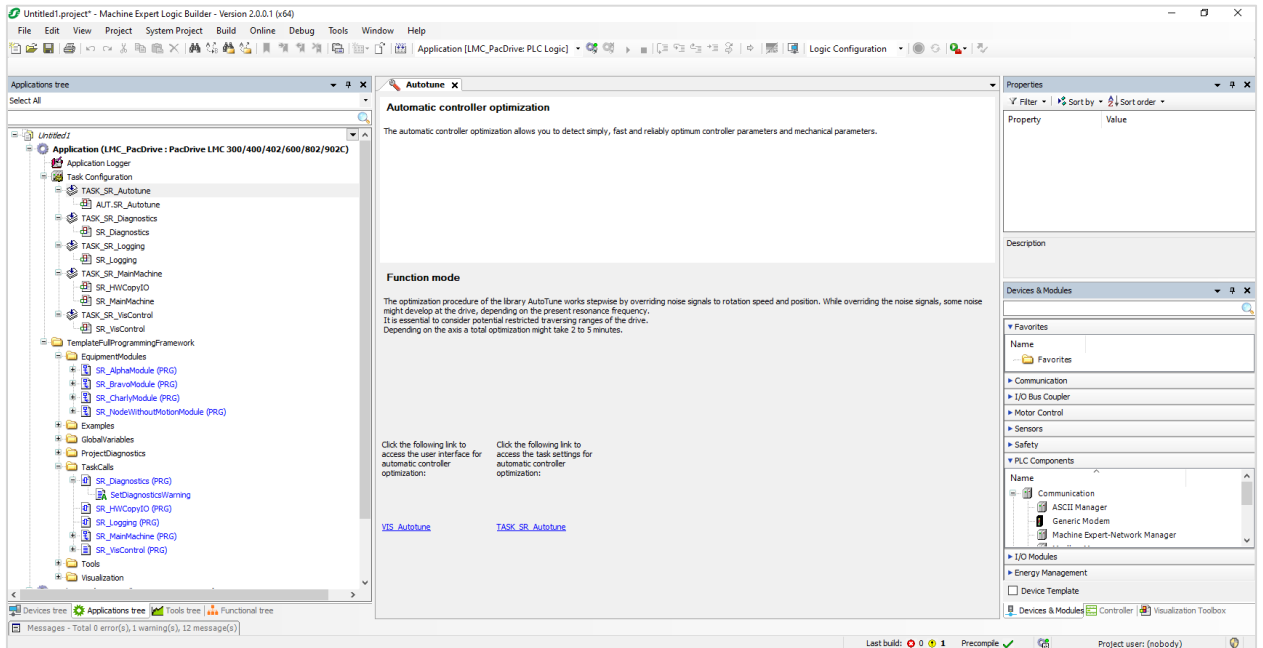 Untitled1.project* - Machine Expert Logic Builder - Version 2.0.0.1 (x64)
File Edit View Project System Project Build Online Debug Tools Window Help
Application [LMC_PacDrive: PLC Logic]
Logic Configuration
Applications tree
Select All
Untitled1
Application (LMC_PacDrive : PacDrive LMC 300/400/402/600/802/902C)
Application Logger
Task Configuration
TASK_SR_Autotune
AUT.SR_Autotune
TASK_SR_Diagnostics
SR_Diagnostics
TASK_SR_Logging
SR_Logging
TASK_SR_MainMachine
SR_HWCopyIO
SR_MainMachine
TASK_SR_VisControl
SR_VisControl
TemplateFullProgrammingFramework
EquipmentModules
SR_AlphaModule (PRG)
SR_BravoModule (PRG)
SR_CharlyModule (PRG)
SR_NodeWithoutMotionModule (PRG)
Examples
GlobalVariables
ProjectDiagnostics
TaskCalls
SR_Diagnostics (PRG)
SetDiagnosticsWarning
SR_HWCopyIO (PRG)
SR_Logging (PRG)
SR_MainMachine (PRG)
SR_VisControl (PRG)
Tools
Visualization
Devices tree Applications tree Tools tree Functional tree
Messages - Total 0 error(s), 1 warning(s), 12 message(s)
Autotune
Automatic controller optimization
The automatic controller optimization allows you to detect simply, fast and reliably optimum controller parameters and mechanical parameters.
Function mode
The optimization procedure of the library AutoTune works stepwise by overriding noise signals to rotation speed and position. While overriding the noise signals, some noise
might develop at the drive, depending on the present resonance frequency.
It is essential to consider potential restricted traversing ranges of the drive.
Depending on the axis a total optimization might take 2 to 5 minutes.
Click the following link to
access the user interface for
automatic controller
optimization:
Click the following link to
access the task settings for
automatic controller
optimization:
VIS_Autotune
TASK_SR_Autotune
Properties
Filter Sort by Sort order
Property Value
Description
Devices & Modules
Favorites
Name
Favorites
Communication
I/O Bus Coupler
Motor Control
Sensors
Safety
PLC Components
Name
Communication
ASCII Manager
Generic Modem
Machine Expert-Network Manager
I/O Modules
Energy Management
Device Template
Devices & Modules Controller Visualization Toolbox
Last build: 0 1 Precompile Project user: (nobody)